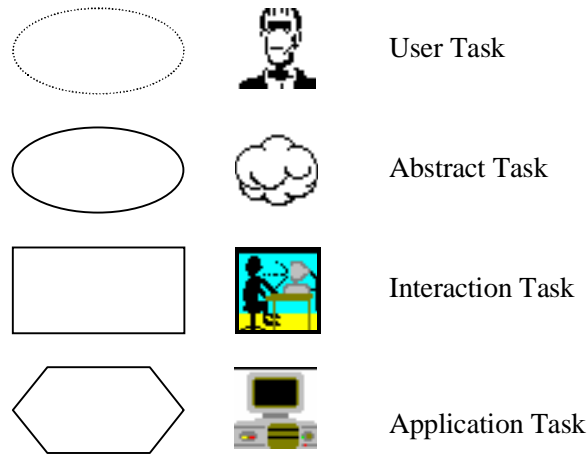 User Task
Abstract Task
Interaction Task
Application Task